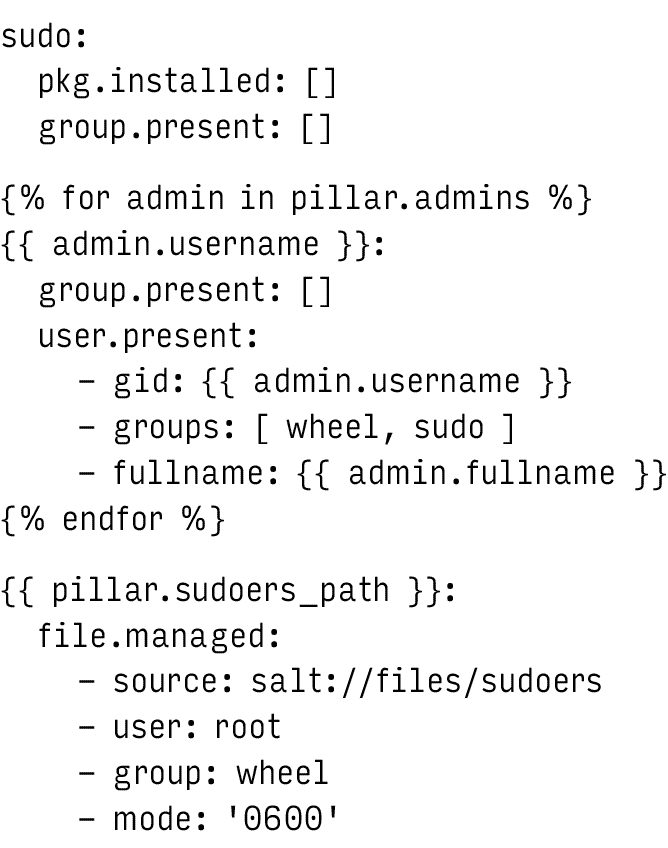 sudo:
  pkg.installed: []
  group.present: []

{% for admin in pillar.admins %}
{{ admin.username }}:
  group.present: []
  user.present:
    – gid: {{ admin.username }}
    – groups: [ wheel, sudo ]
    – fullname: {{ admin.fullname }}
{% endfor %}

{{ pillar.sudoers_path }}:
  file.managed:
    – source: salt://files/sudoers
    – user: root
    – group: wheel
    – mode: '0600'